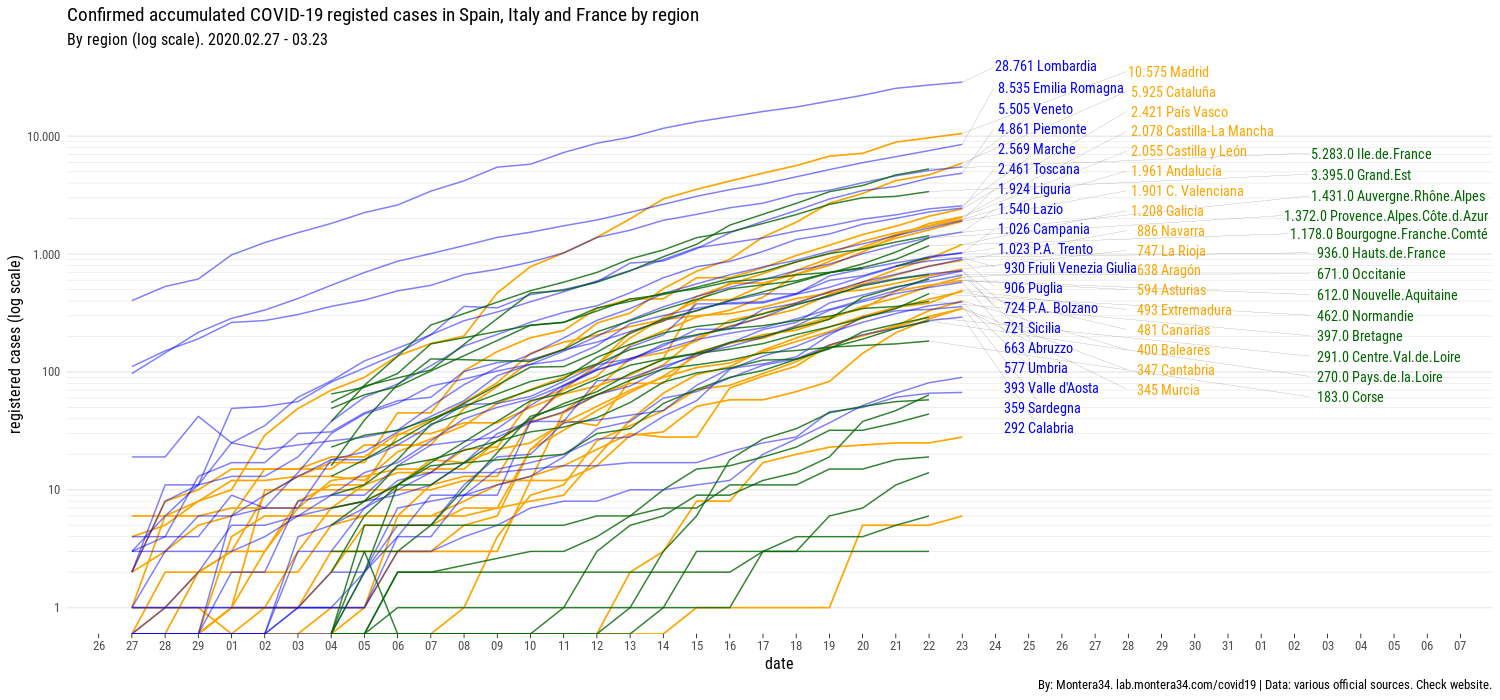 Confirmed accumulated COVID-19 registed cases in Spain, Italy and France by region
By region (log scale). 2020.02.27 - 03.23
registered cases (log scale)
10.000
1.000
100
10
1
28.761 Lombardia
8.535 Emilia Romagna
5.505 Veneto
4.861 Piemonte
2.569 Marche
2.461 Toscana
1.924 Liguria
1.540 Lazio
1.026 Campania
1.023 P.A. Trento
930 Friuli Venezia Giulia
906 Puglia
724 P.A. Bolzano
721 Sicilia
663 Abruzzo
577 Umbria
393 Valle d'Aosta
359 Sardegna
292 Calabria
10.575 Madrid
5.925 Cataluña
2.421 País Vasco
2.078 Castilla-La Mancha
2.055 Castilla y León
1.961 Andalucía
1.901 C. Valenciana
1.208 Galicia
886 Navarra
747 La Rioja
638 Aragón
594 Asturias
493 Extremadura
481 Canarias
400 Baleares
347 Cantabria
345 Murcia
5.283.0 Ile.de.France
3.395.0 Grand.Est
1.431.0 Auvergne.Rhône.Alpes
1.372.0 Provence.Alpes.Côte.d.Azur
1.178.0 Bourgogne.Franche.Comté
936.0 Hauts.de.France
671.0 Occitanie
612.0 Nouvelle.Aquitaine
462.0 Normandie
397.0 Bretagne
291.0 Centre.Val.de.Loire
270.0 Pays.de.la.Loire
183.0 Corse
26 27 28 29 01 02 03 04 05 06 07 08 09 10 11 12 13 14 15 16 17 18 19 20 21 22 23 24 25 26 27 28 29 30 31 01 02 03 04 05 06 07
date
By: Montera34. lab.montera34.com/covid19 | Data: various official sources. Check website.